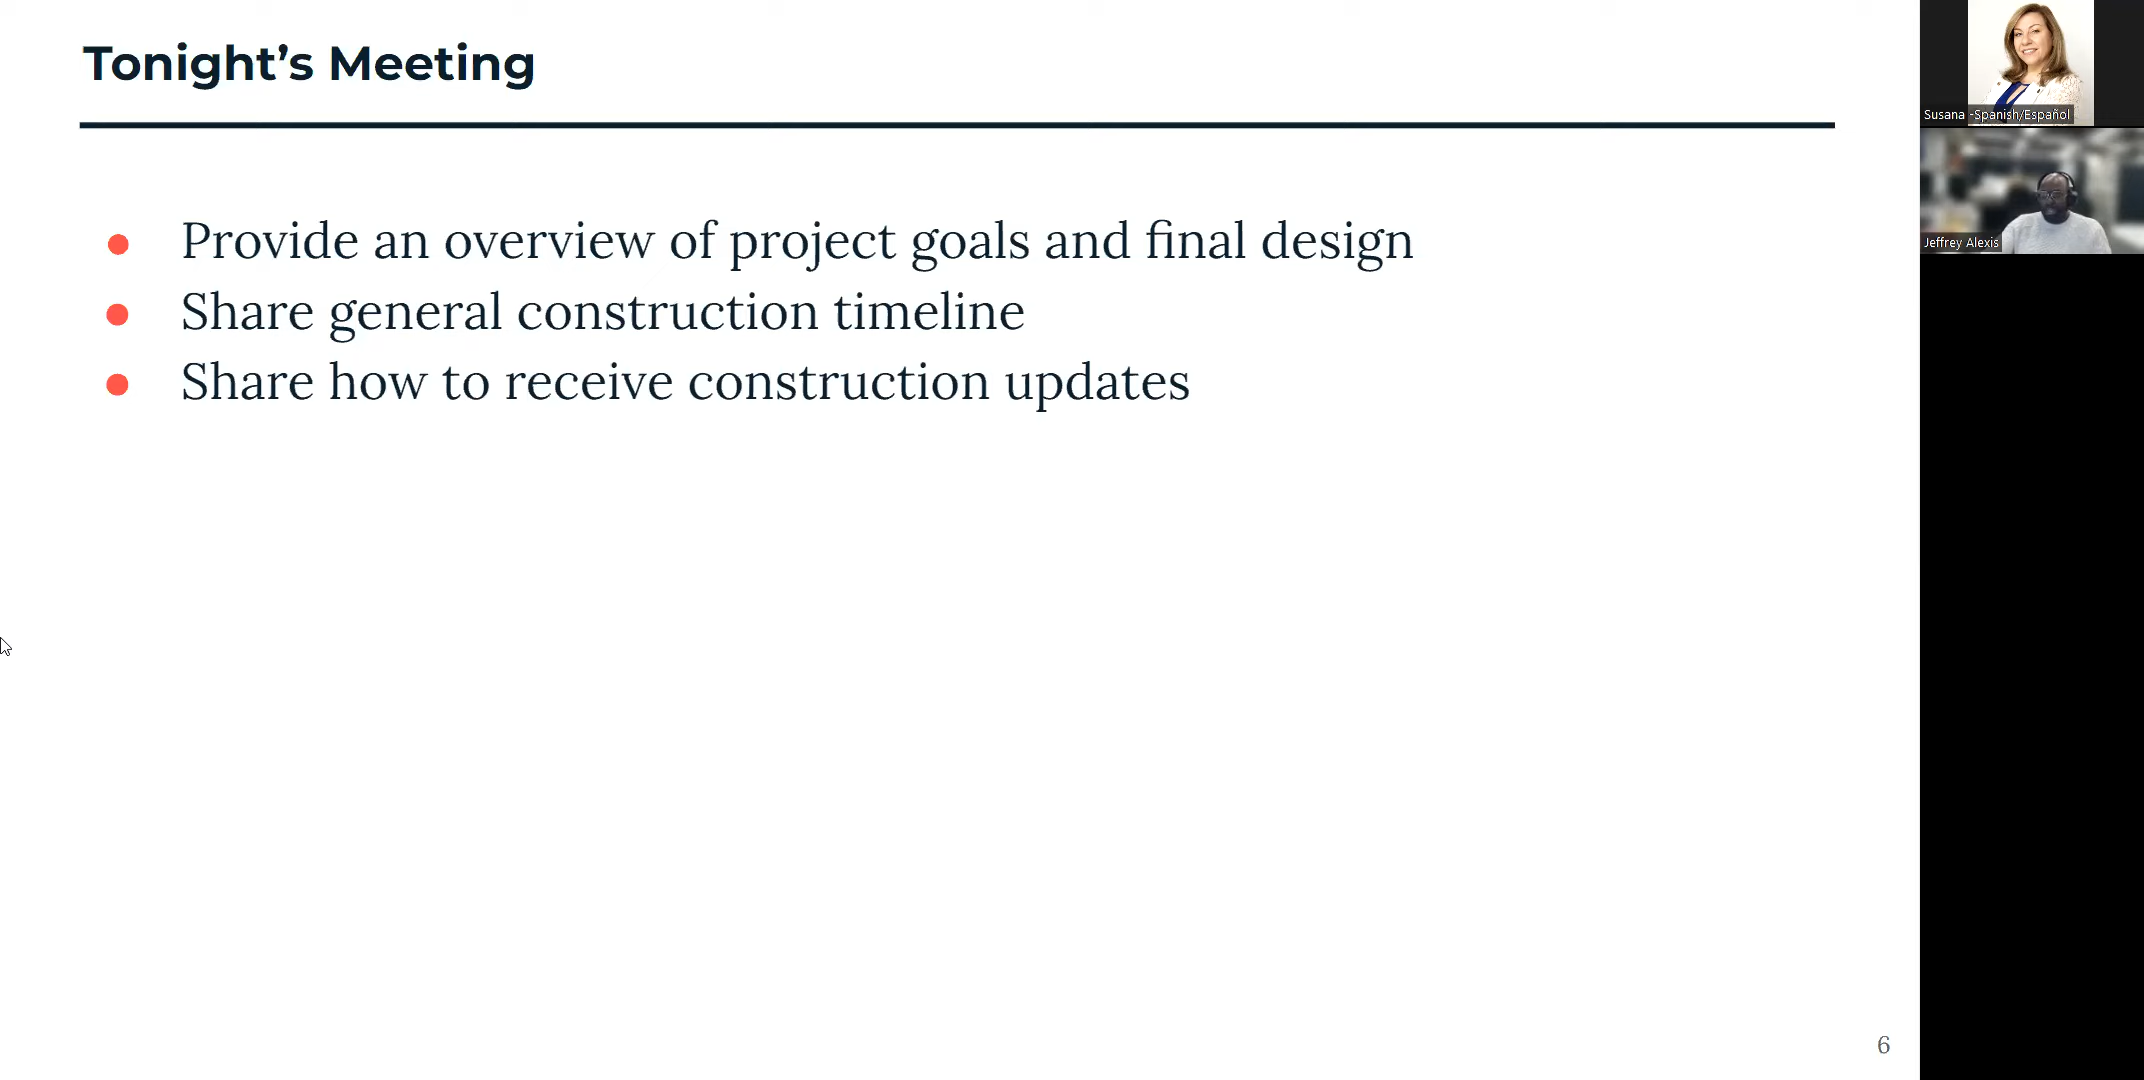 Tonight’s Meeting
● Provide an overview of project goals and final design
● Share general construction timeline
● Share how to receive construction updates
6
Susana -Spanish/Español
Jeffrey Alexis